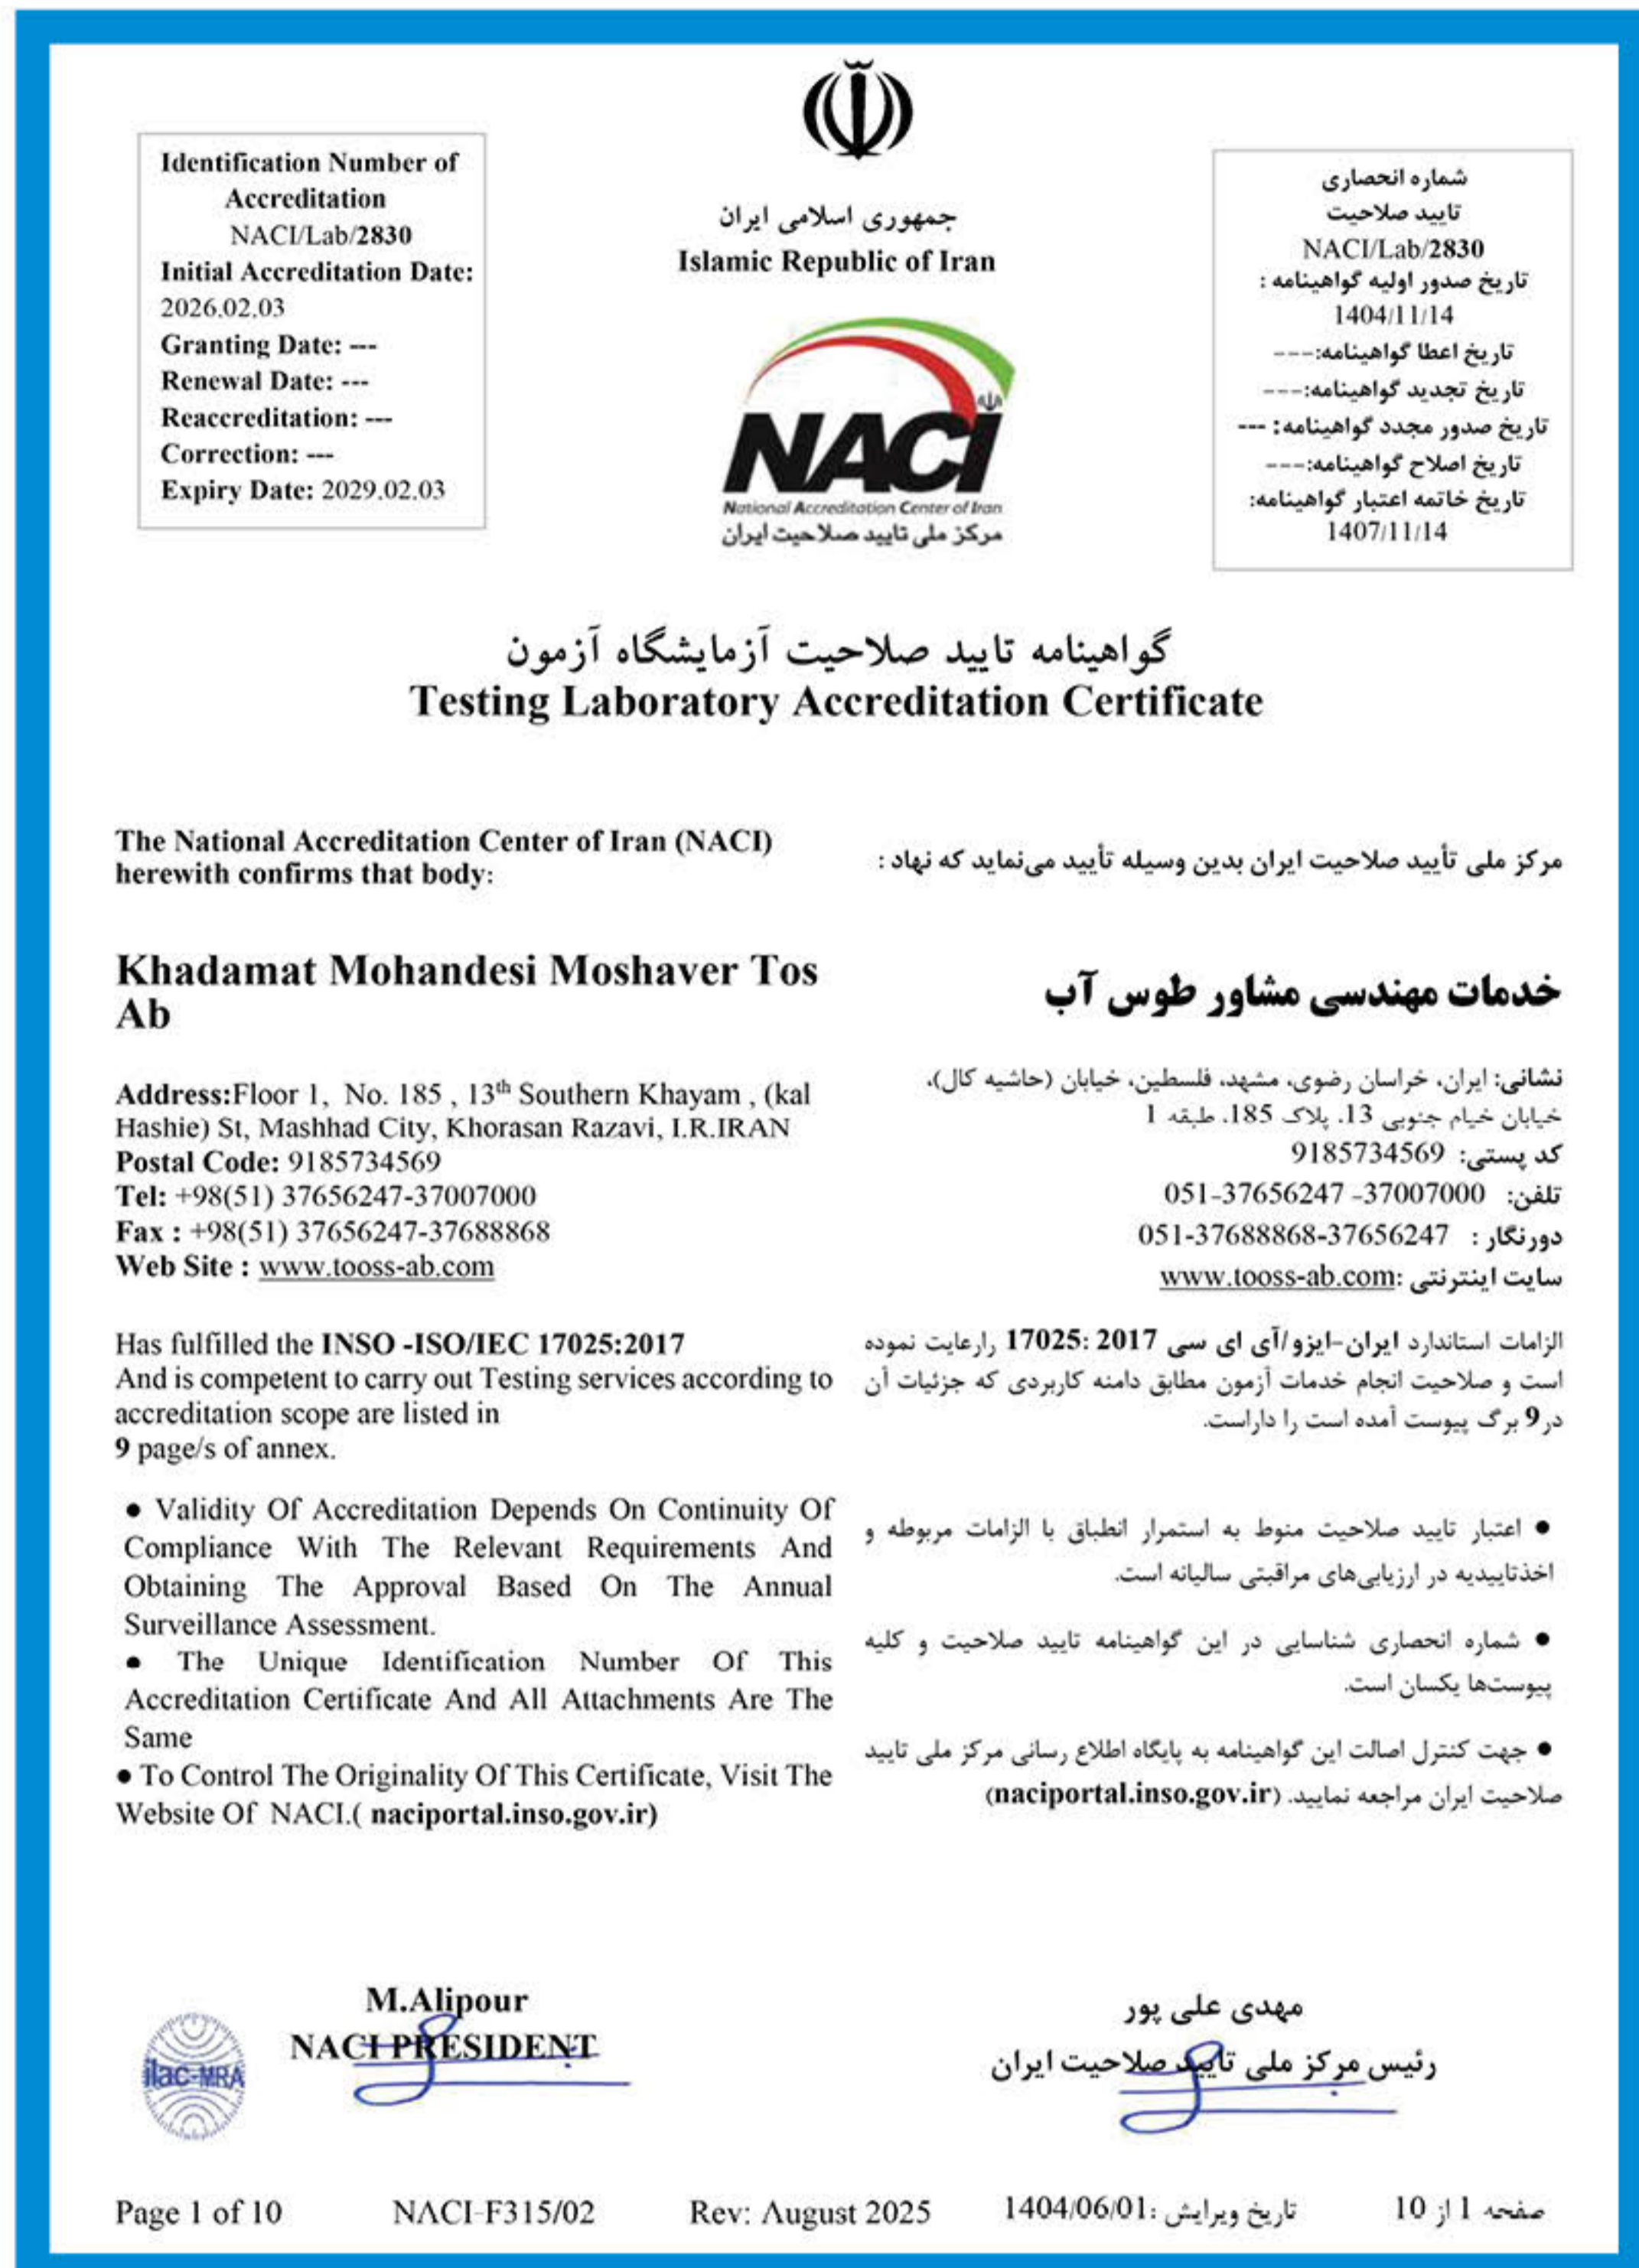 Identification Number of
Accreditation
NACI/Lab/2830
Initial Accreditation Date:
2026.02.03
Granting Date: ---
Renewal Date: ---
Reaccreditation: ---
Correction: ---
Expiry Date: 2029.02.03
جمهوری اسلامی ایران
Islamic Republic of Iran
NACI
National Accreditation Center of Iran
مرکز ملی تایید صلاحیت ایران
شماره انحصاری
تایید صلاحیت
NACI/Lab/2830
تاریخ صدور اولیه گواهینامه :
1404/11/14
تاریخ اعطا گواهینامه:---
تاریخ تجدید گواهینامه:---
تاریخ صدور مجدد گواهینامه: ---
تاریخ اصلاح گواهینامه:---
تاریخ خاتمه اعتبار گواهینامه:
1407/11/14
گواهینامه تایید صلاحیت آزمایشگاه آزمون
Testing Laboratory Accreditation Certificate
The National Accreditation Center of Iran (NACI)
herewith confirms that body:
Khadamat Mohandesi Moshaver Tos
Ab
Address:Floor 1, No. 185 , 13th Southern Khayam , (kal
Hashie) St, Mashhad City, Khorasan Razavi, I.R.IRAN
Postal Code: 9185734569
Tel: +98(51) 37656247-37007000
Fax : +98(51) 37656247-37688868
Web Site : www.tooss-ab.com
Has fulfilled the INSO -ISO/IEC 17025:2017
And is competent to carry out Testing services according to
accreditation scope are listed in
9 page/s of annex.
● Validity Of Accreditation Depends On Continuity Of
Compliance With The Relevant Requirements And
Obtaining The Approval Based On The Annual
Surveillance Assessment.
● The Unique Identification Number Of This
Accreditation Certificate And All Attachments Are The
Same
● To Control The Originality Of This Certificate, Visit The
Website Of NACI.( naciportal.inso.gov.ir)
مرکز ملی تأیید صلاحیت ایران بدین وسیله تأیید می‌نماید که نهاد :
خدمات مهندسی مشاور طوس آب
نشانی: ایران، خراسان رضوی، مشهد، فلسطین، خیابان (حاشیه کال)،
خیابان خیام جنوبی 13، پلاک 185، طبقه 1
کد پستی: 9185734569
تلفن: 051-37656247 -37007000
دورنگار : 051-37688868-37656247
سایت اینترنتی :www.tooss-ab.com
الزامات استاندارد ایران-ایزو/آی ای سی 2017 :17025 رارعایت نموده
است و صلاحیت انجام خدمات آزمون مطابق دامنه کاربردی که جزئیات آن
در9 برگ پیوست آمده است را داراست.
● اعتبار تایید صلاحیت منوط به استمرار انطباق با الزامات مربوطه و
اخذتاییدیه در ارزیابی‌های مراقبتی سالیانه است.
● شماره انحصاری شناسایی در این گواهینامه تایید صلاحیت و کلیه
پیوست‌ها یکسان است.
● جهت کنترل اصالت این گواهینامه به پایگاه اطلاع رسانی مرکز ملی تایید
صلاحیت ایران مراجعه نمایید. (naciportal.inso.gov.ir)
M.Alipour
NACI PRESIDENT
ilac-MRA
مهدی علی پور
رئیس مرکز ملی تایید صلاحیت ایران
Page 1 of 10
NACI-F315/02
Rev: August 2025
تاریخ ویرایش :1404/06/01
صفحه 1 از 10